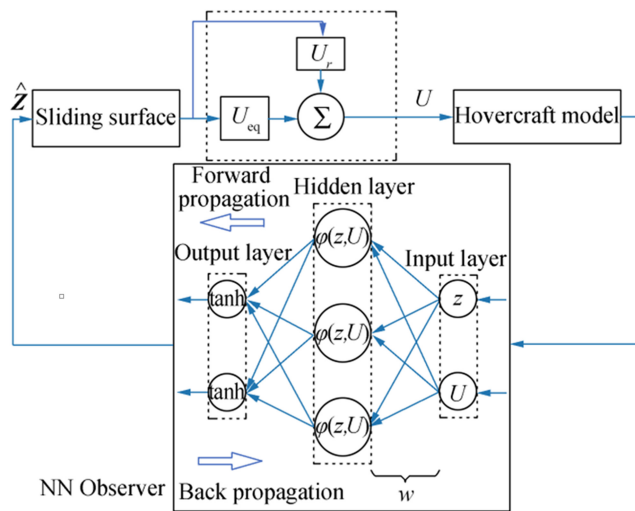 U_r
Ẑ
Sliding surface
U_eq
Σ
U
Hovercraft model
Forward
propagation
Hidden layer
Output layer
Input layer
φ(z,U)
tanh
z
φ(z,U)
tanh
U
φ(z,U)
NN Observer
Back propagation
w